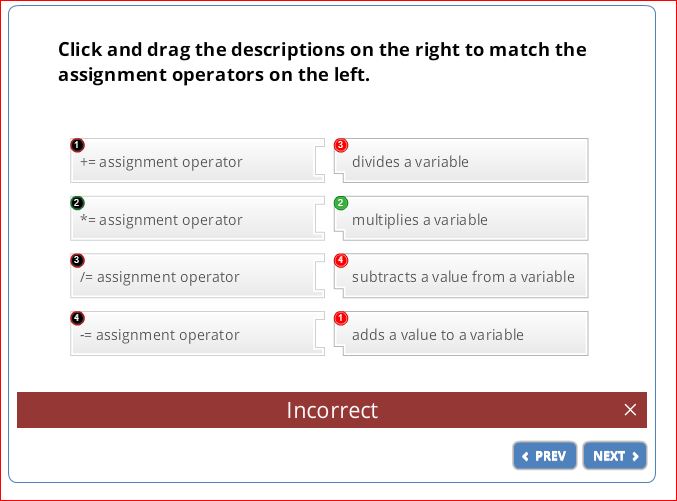 Click and drag the descriptions on the right to match the
assignment operators on the left.
1
+= assignment operator
3
divides a variable
2
*= assignment operator
2
multiplies a variable
3
/= assignment operator
4
subtracts a value from a variable
4
-= assignment operator
1
adds a value to a variable
Incorrect
×
‹ PREV
NEXT ›